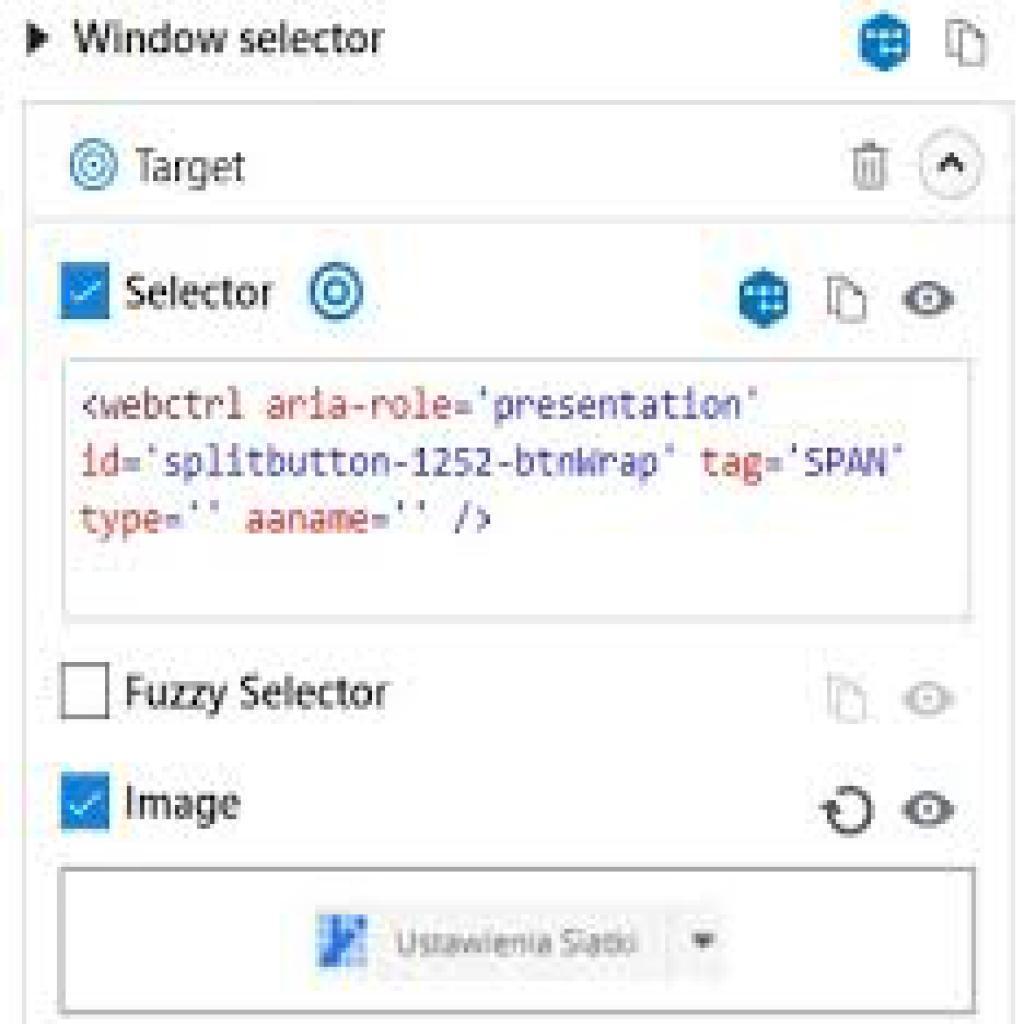 Window selector
Target
Selector
<webctrl aria-role='presentation'
id='splitbutton-1252-btnWrap' tag='SPAN'
type='' aaname='' />
Fuzzy Selector
Image
Ustawienia Siatki